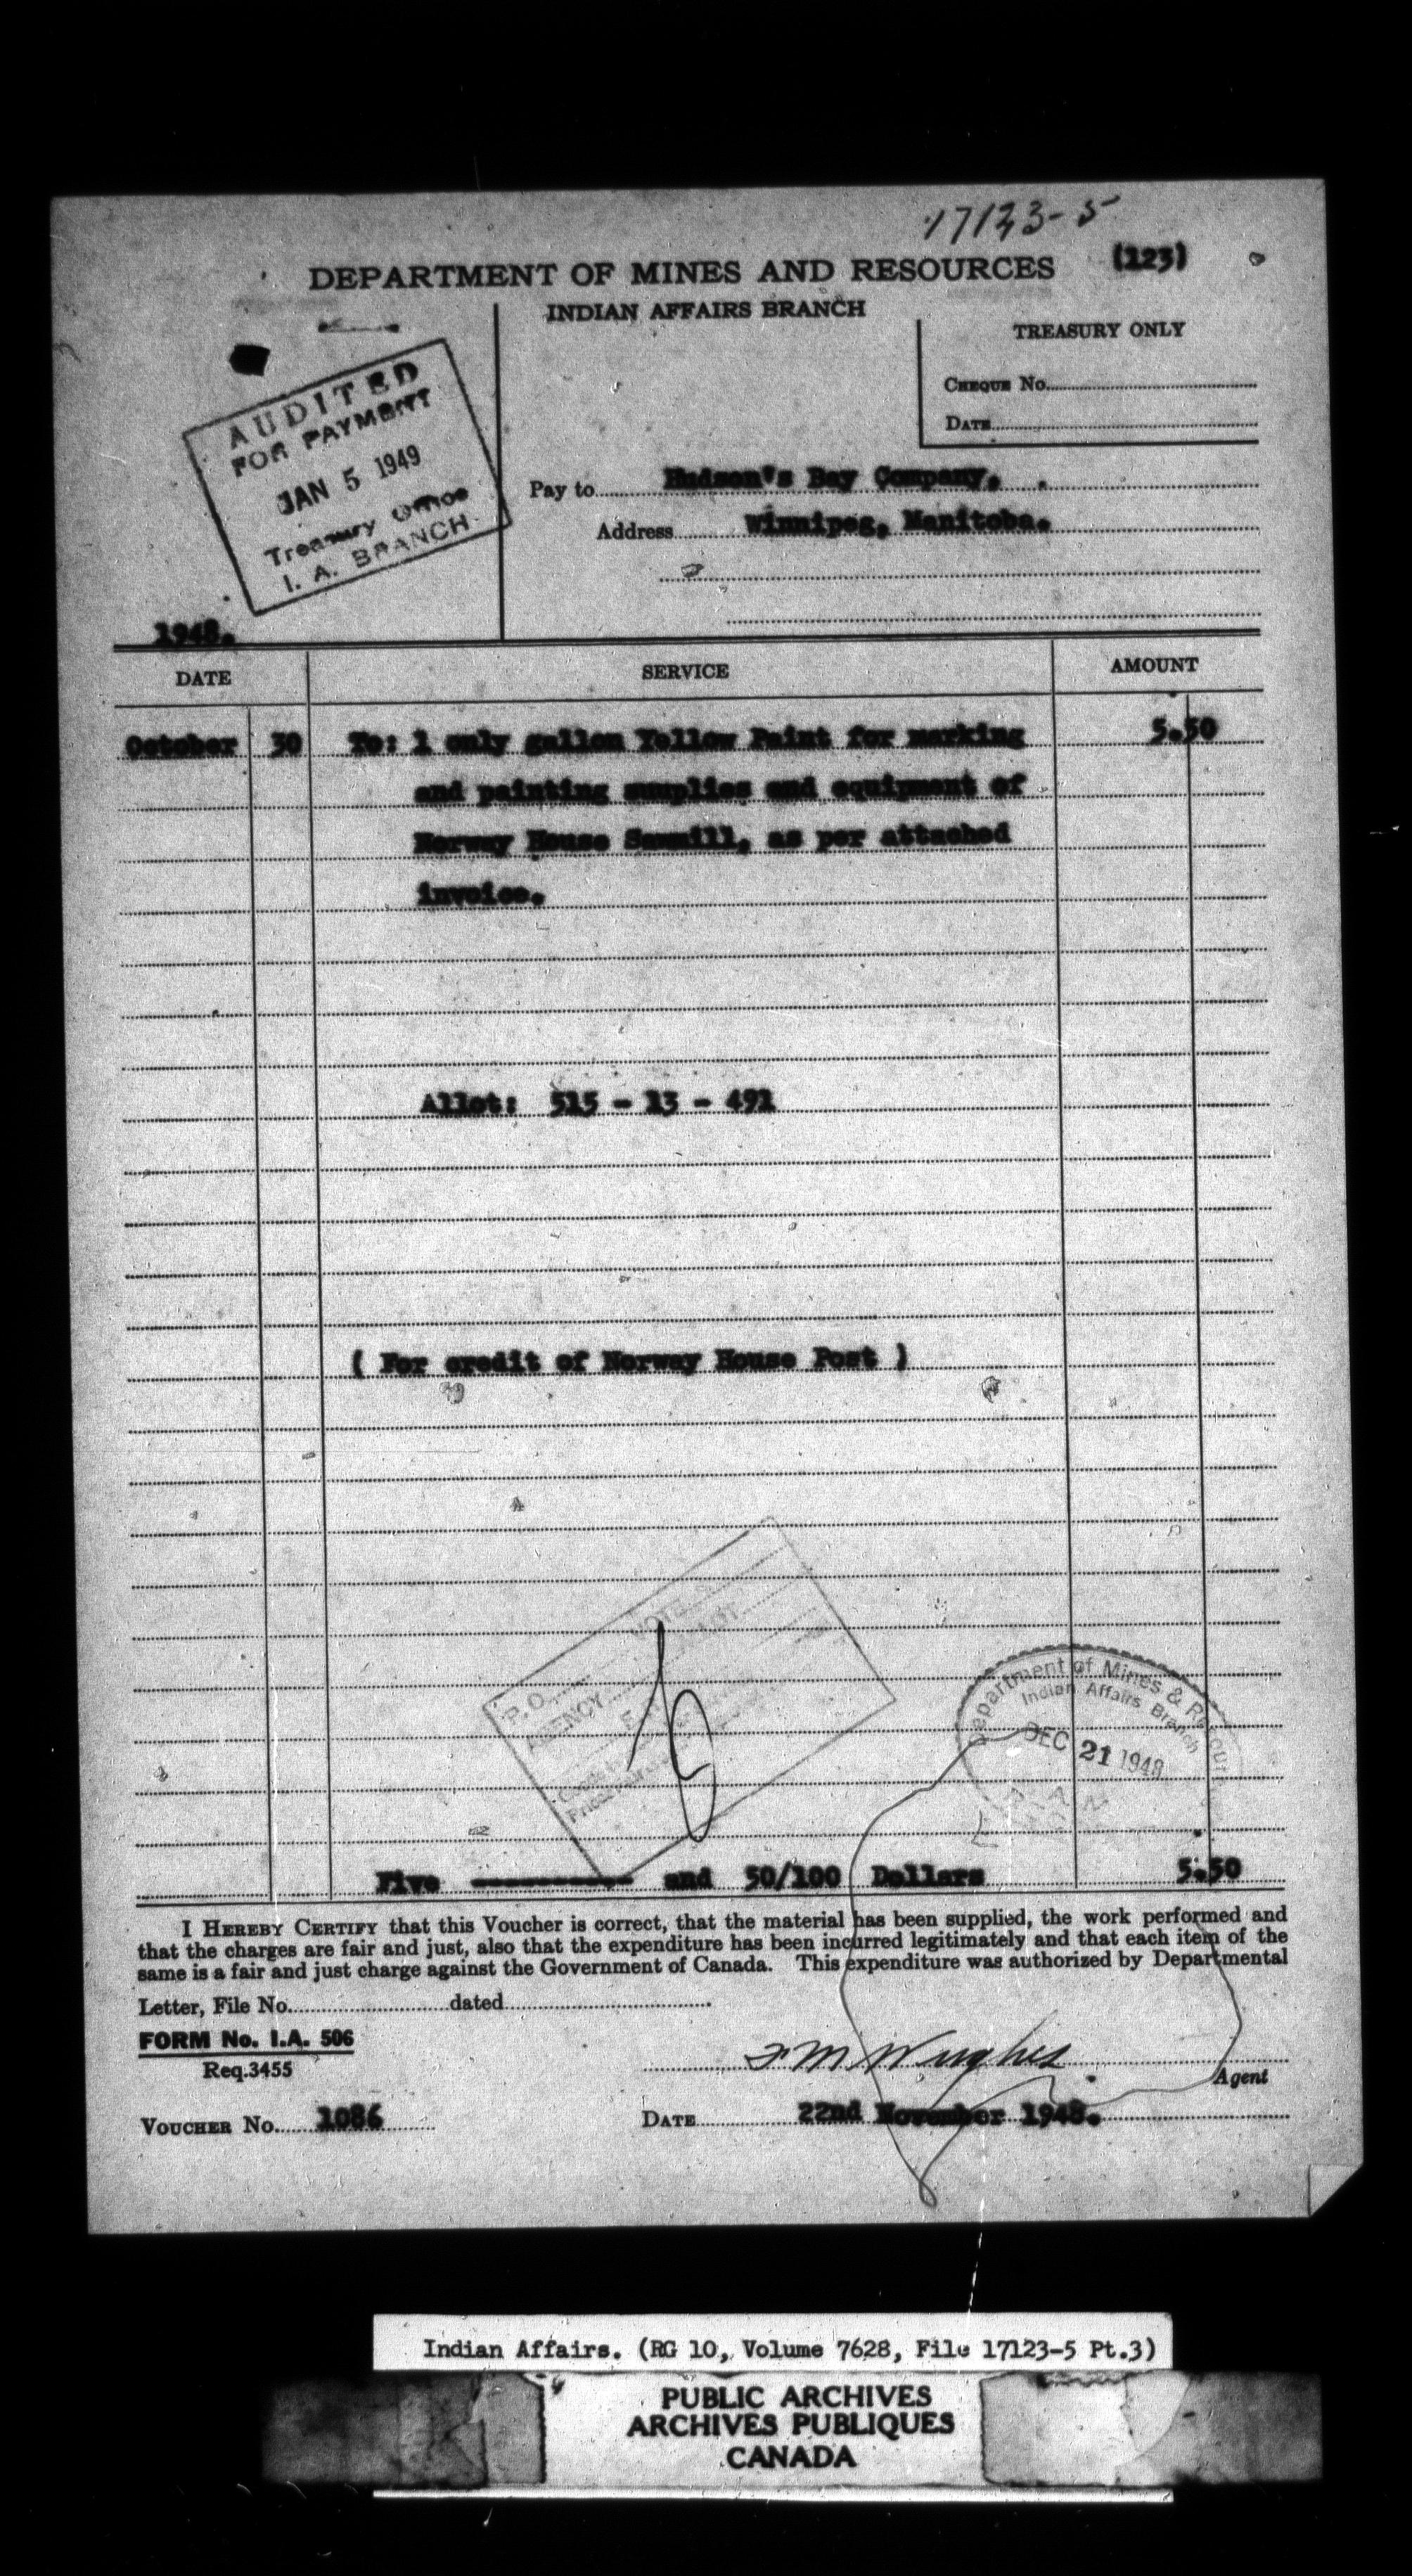 17123-5
(123)
DEPARTMENT OF MINES AND RESOURCES
INDIAN AFFAIRS BRANCH
TREASURY ONLY
CHEQUE No.
DATE
AUDITED
FOR PAYMENT
JAN 5 1949
Treasury Office
I. A. BRANCH
Pay to Hudson's Bay Company,
Address Winnipeg, Manitoba.
1948.
DATE SERVICE AMOUNT
October 30 To: 1 only gallon Yellow Paint for marking 5.50
and painting supplies and equipment of
Norway House Sawmill, as per attached
invoice.
Allot: 515 - 13 - 491
( For credit of Norway House Post )
P.O. VOTE
AGENCY
Department of Mines & Resources
Indian Affairs Branch
DEC 21 1948
Five ------------ and 50/100 Dollars 5.50
I HEREBY CERTIFY that this Voucher is correct, that the material has been supplied, the work performed and
that the charges are fair and just, also that the expenditure has been incurred legitimately and that each item of the
same is a fair and just charge against the Government of Canada. This expenditure was authorized by Departmental
Letter, File No. dated
FORM No. I.A. 506
Req.3455
Agent
VOUCHER No. 1086 DATE 22nd November 1948.
Indian Affairs. (RG 10, Volume 7628, File 17123-5 Pt.3)
PUBLIC ARCHIVES
ARCHIVES PUBLIQUES
CANADA